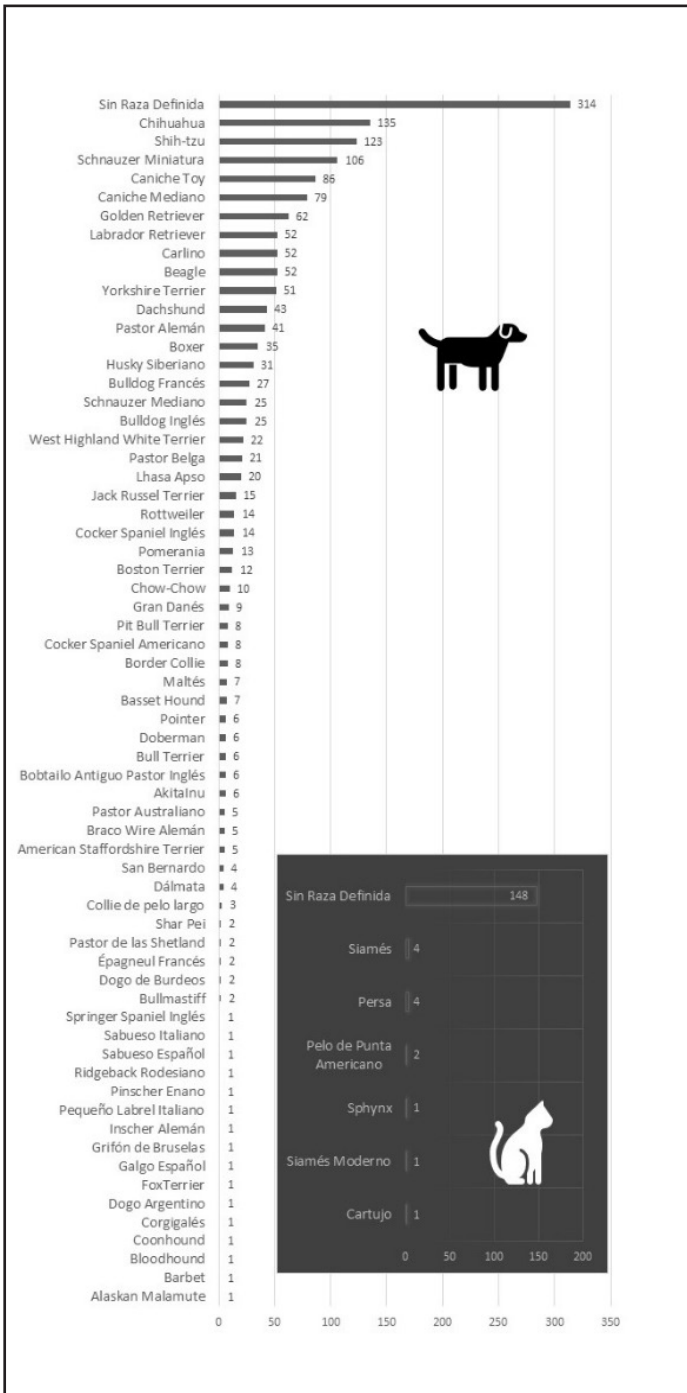 Sin Raza Definida 314
Chihuahua 135
Shih-tzu 123
Schnauzer Miniatura 106
Caniche Toy 86
Caniche Mediano 79
Golden Retriever 62
Labrador Retriever 52
Carlino 52
Beagle 52
Yorkshire Terrier 51
Dachshund 43
Pastor Alemán 41
Boxer 35
Husky Siberiano 31
Bulldog Francés 27
Schnauzer Mediano 25
Bulldog Inglés 25
West Highland White Terrier 22
Pastor Belga 21
Lhasa Apso 20
Jack Russel Terrier 15
Rottweiler 14
Cocker Spaniel Inglés 14
Pomerania 13
Boston Terrier 12
Chow-Chow 10
Gran Danés 9
Pit Bull Terrier 8
Cocker Spaniel Americano 8
Border Collie 8
Maltés 7
Basset Hound 7
Pointer 6
Doberman 6
Bull Terrier 6
Bobtailo Antiguo Pastor Inglés 6
AkitaInu 6
Pastor Australiano 5
Braco Wire Alemán 5
American Staffordshire Terrier 5
San Bernardo 4
Dálmata 4
Collie de pelo largo 3
Shar Pei 2
Pastor de las Shetland 2
Épagneul Francés 2
Dogo de Burdeos 2
Bullmastiff 2
Springer Spaniel Inglés 1
Sabueso Italiano 1
Sabueso Español 1
Ridgeback Rodesiano 1
Pinscher Enano 1
Pequeño Labrel Italiano 1
Inscher Alemán 1
Grifón de Bruselas 1
Galgo Español 1
FoxTerrier 1
Dogo Argentino 1
Corgigalés 1
Coonhound 1
Bloodhound 1
Barbet 1
Alaskan Malamute 1
0 50 100 150 200 250 300 350
Sin Raza Definida 148
Siamés 4
Persa 4
Pelo de Punta
Americano 2
Sphynx 1
Siamés Moderno 1
Cartujo 1
0 50 100 150 200